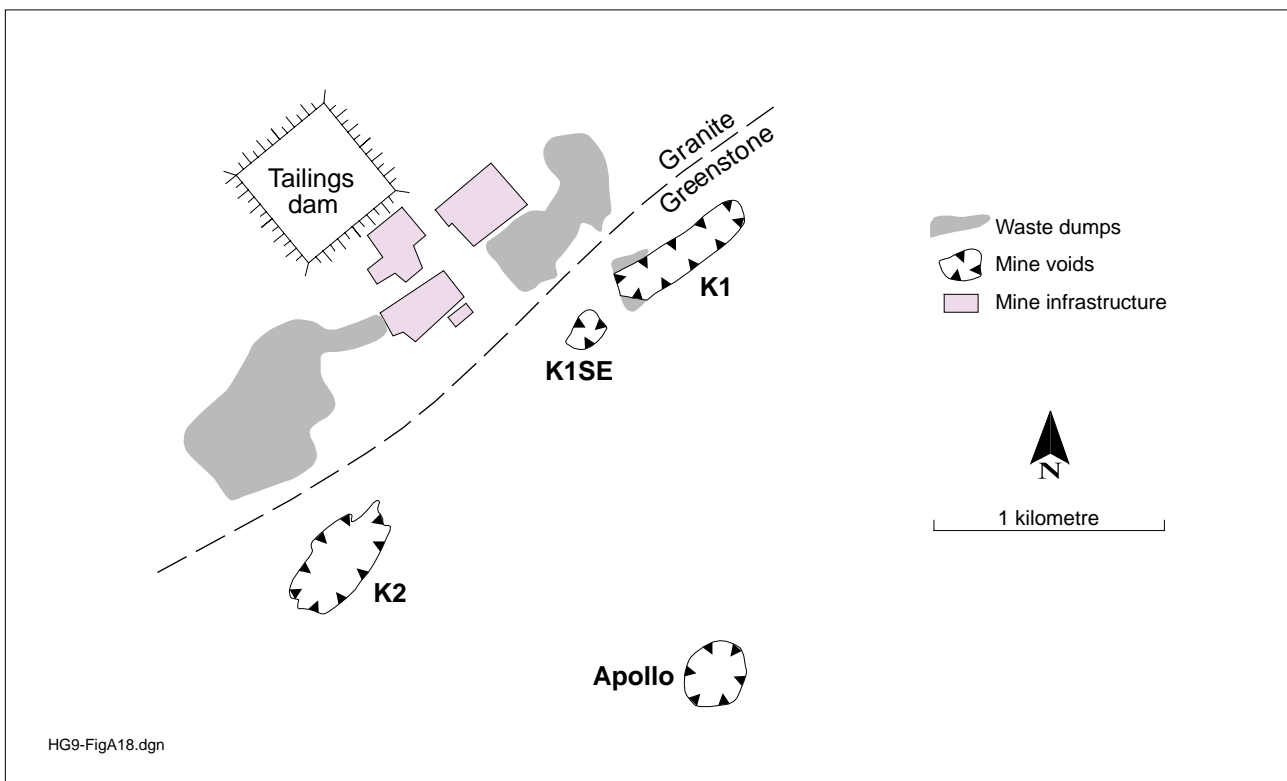 Granite
Greenstone
Tailings
dam
Waste dumps
Mine voids
K1
Mine infrastructure
K1SE
N
1 kilometre
K2
Apollo
HG9-FigA18.dgn